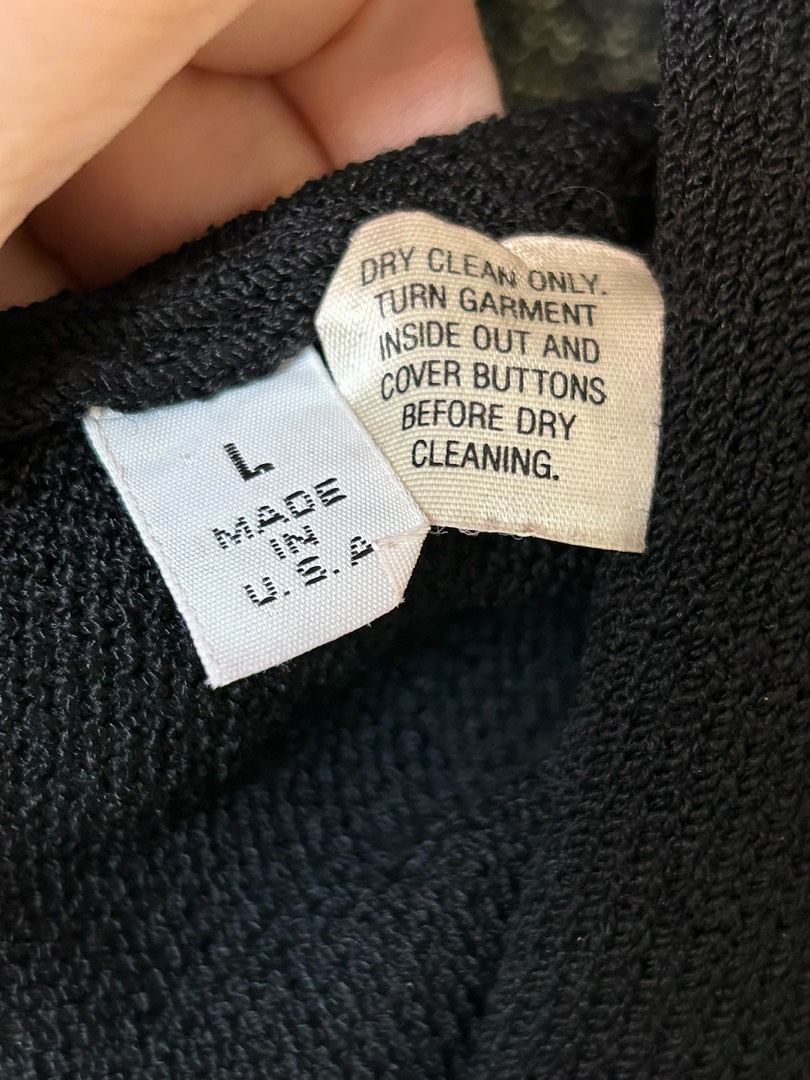 DRY CLEAN ONLY.
TURN GARMENT
INSIDE OUT AND
COVER BUTTONS
BEFORE DRY
CLEANING.
L
MADE
IN
U.S.A